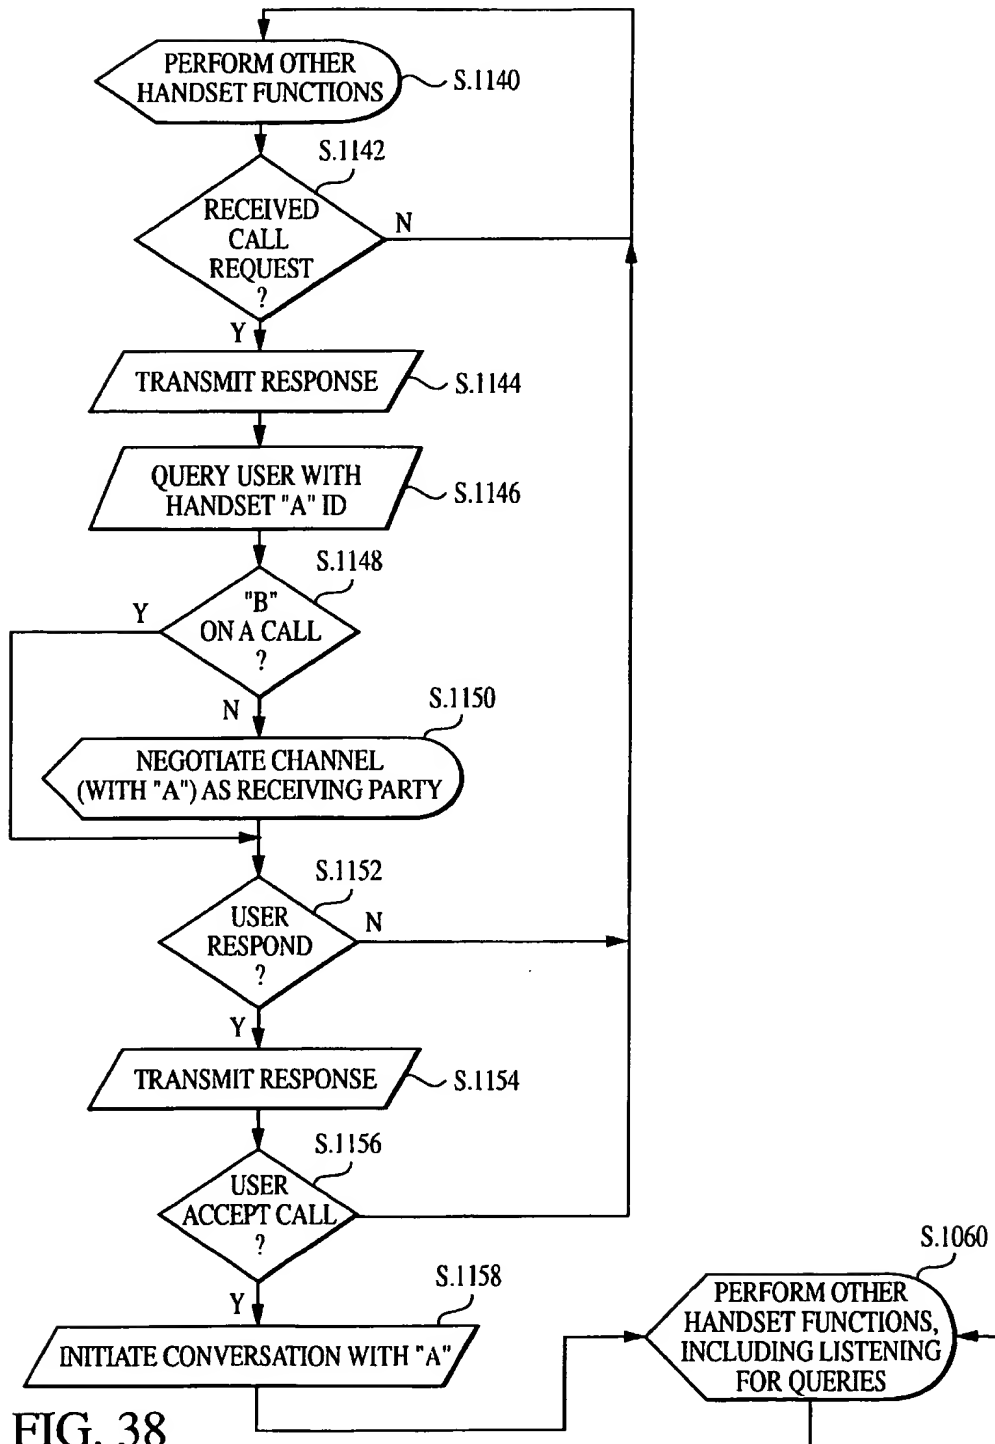 PERFORM OTHER
HANDSET FUNCTIONS
S.1140
S.1142
RECEIVED
CALL
REQUEST
?
N
Y
TRANSMIT RESPONSE
S.1144
QUERY USER WITH
HANDSET "A" ID
S.1146
S.1148
"B"
ON A CALL
?
Y
N
S.1150
NEGOTIATE CHANNEL
(WITH "A") AS RECEIVING PARTY
S.1152
USER
RESPOND
?
N
Y
TRANSMIT RESPONSE
S.1154
S.1156
USER
ACCEPT CALL
?
Y
S.1158
INITIATE CONVERSATION WITH "A"
S.1060
PERFORM OTHER
HANDSET FUNCTIONS,
INCLUDING LISTENING
FOR QUERIES
FIG. 38